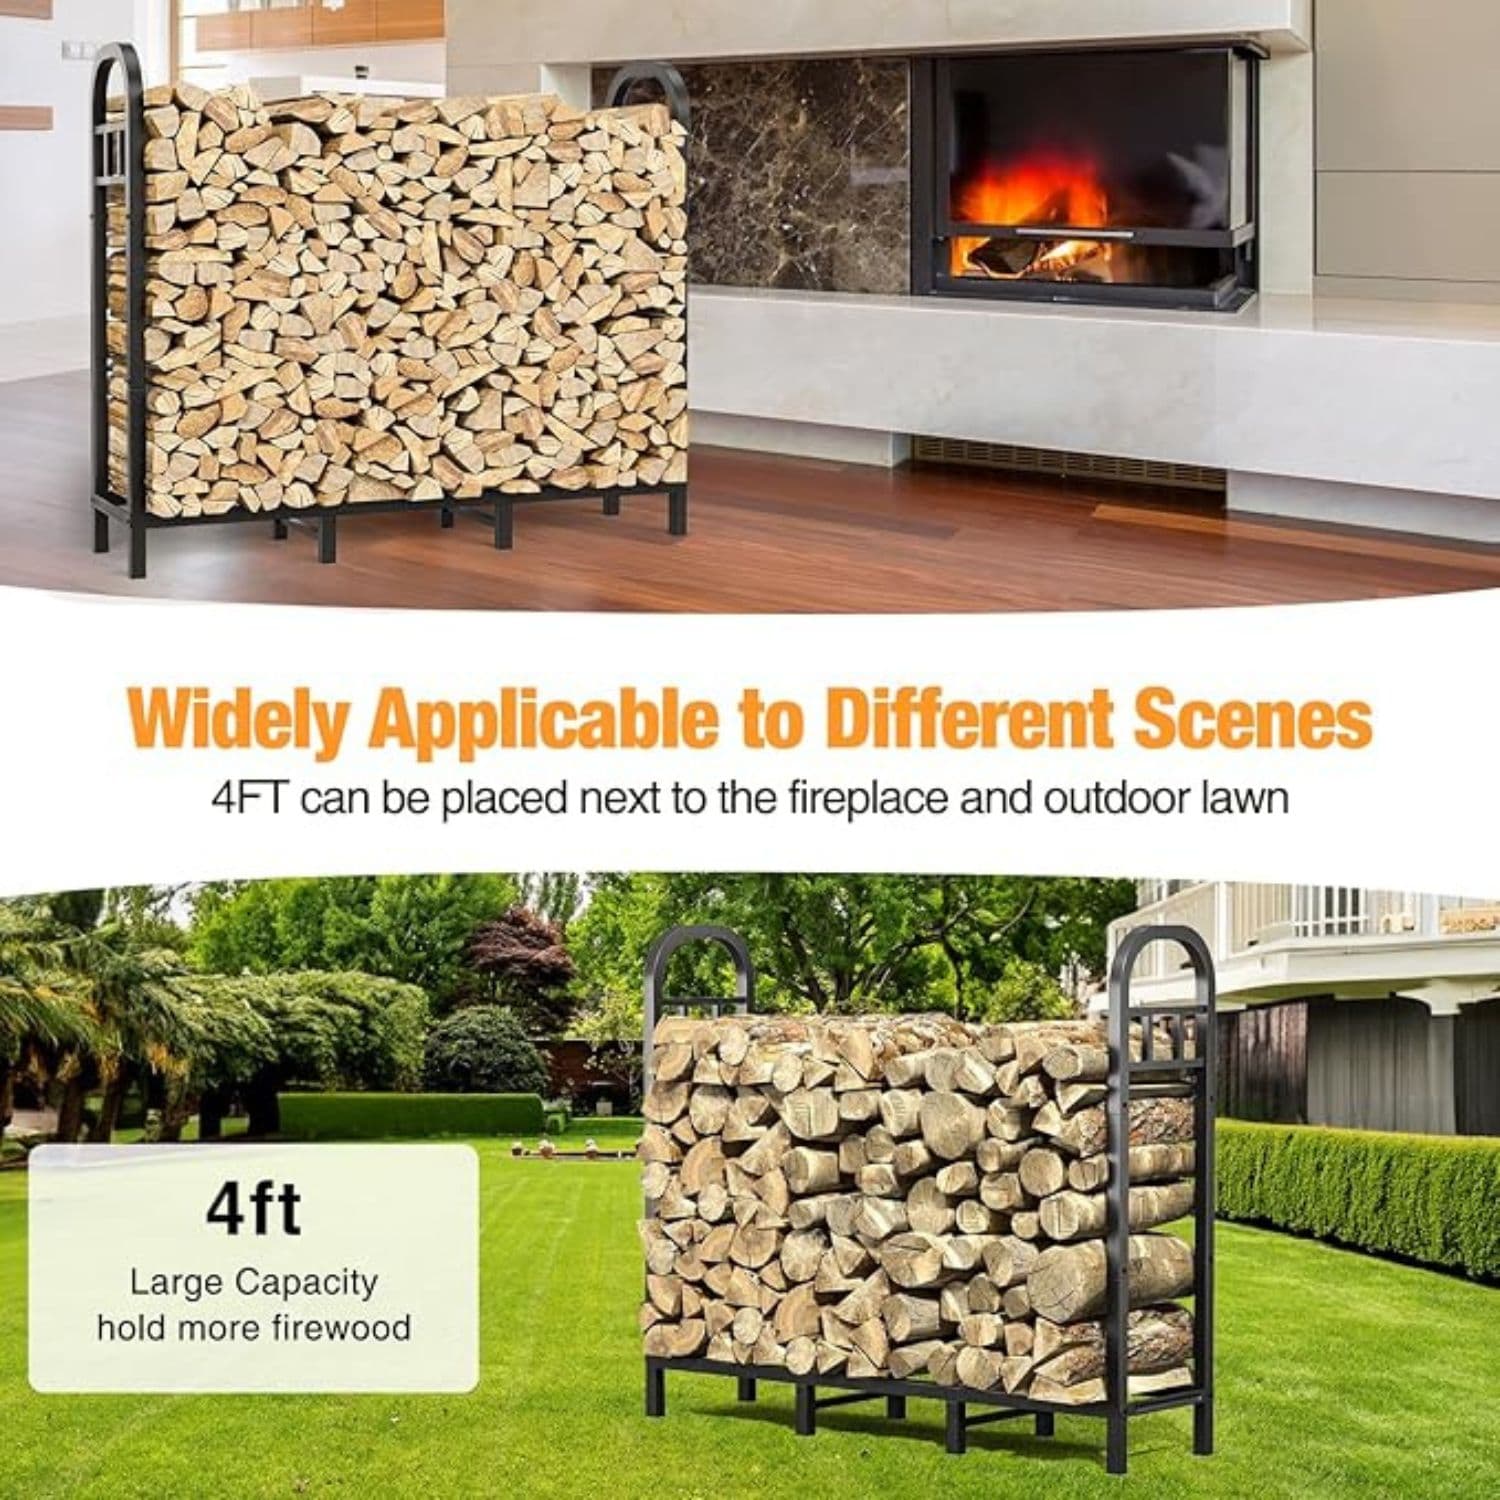 Widely Applicable to Different Scenes
4FT can be placed next to the fireplace and outdoor lawn
4ft
Large Capacity
hold more firewood